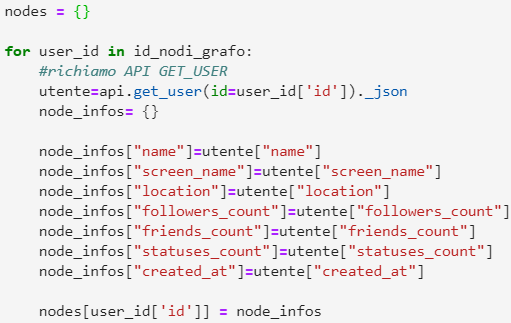 nodes = {}
for user_id in id_nodi_grafo:
    #richiamo API GET_USER
    utente=api.get_user(id=user_id['id'])._json
    node_infos= {}
    node_infos["name"]=utente["name"]
    node_infos["screen_name"]=utente["screen_name"]
    node_infos["location"]=utente["location"]
    node_infos["followers_count"]=utente["followers_count"]
    node_infos["friends_count"]=utente["friends_count"]
    node_infos["statuses_count"]=utente["statuses_count"]
    node_infos["created_at"]=utente["created_at"]
    nodes[user_id['id']] = node_infos